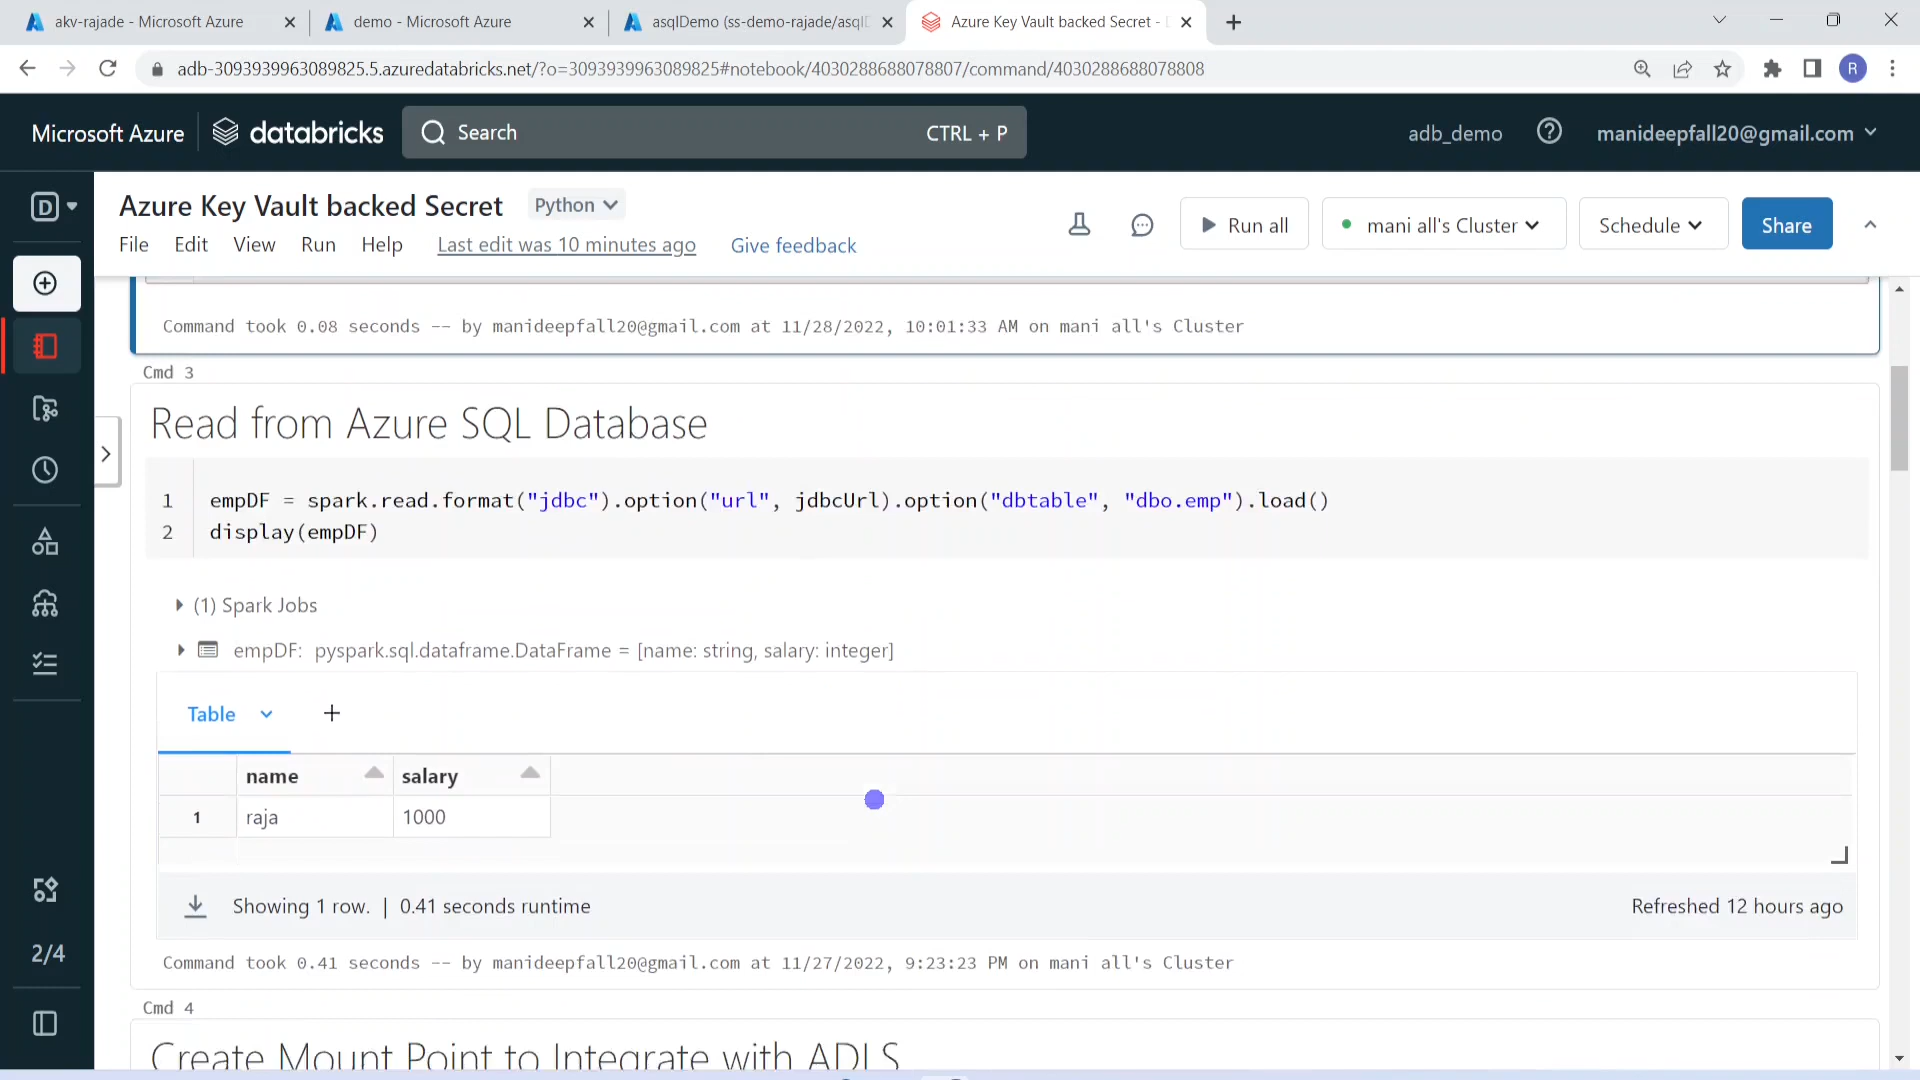 akv-rajade - Microsoft Azure
demo - Microsoft Azure
asqlDemo (ss-demo-rajade/asqlD
Azure Key Vault backed Secret -
adb-3093939963089825.5.azuredatabricks.net/?o=3093939963089825#notebook/4030288688078807/command/4030288688078808
R
Microsoft Azure
databricks
Search
CTRL + P
adb_demo
manideepfall20@gmail.com
D
Azure Key Vault backed Secret
Python
File Edit View Run Help
Last edit was 10 minutes ago
Give feedback
Run all
mani all's Cluster
Schedule
Share
Command took 0.08 seconds -- by manideepfall20@gmail.com at 11/28/2022, 10:01:33 AM on mani all's Cluster
Cmd 3
Read from Azure SQL Database
1 empDF = spark.read.format("jdbc").option("url", jdbcUrl).option("dbtable", "dbo.emp").load()
2 display(empDF)
(1) Spark Jobs
empDF: pyspark.sql.dataframe.DataFrame = [name: string, salary: integer]
Table +
name salary
1 raja 1000
Showing 1 row. | 0.41 seconds runtime
Refreshed 12 hours ago
2/4
Command took 0.41 seconds -- by manideepfall20@gmail.com at 11/27/2022, 9:23:23 PM on mani all's Cluster
Cmd 4
Create Mount Point to Integrate with ADLS